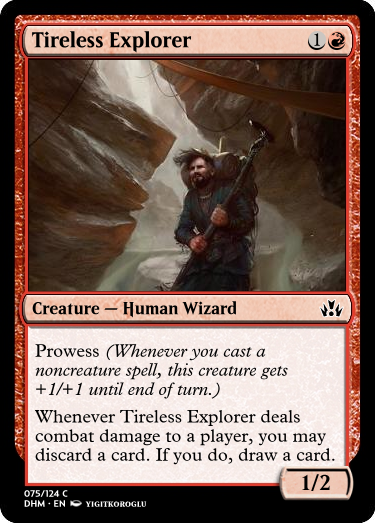 Tireless Explorer 1
Creature — Human Wizard
Prowess (Whenever you cast a
noncreature spell, this creature gets
+1/+1 until end of turn.)
Whenever Tireless Explorer deals
combat damage to a player, you may
discard a card. If you do, draw a card.
1/2
075/124 C
DHM • EN YIGITKOROGLU